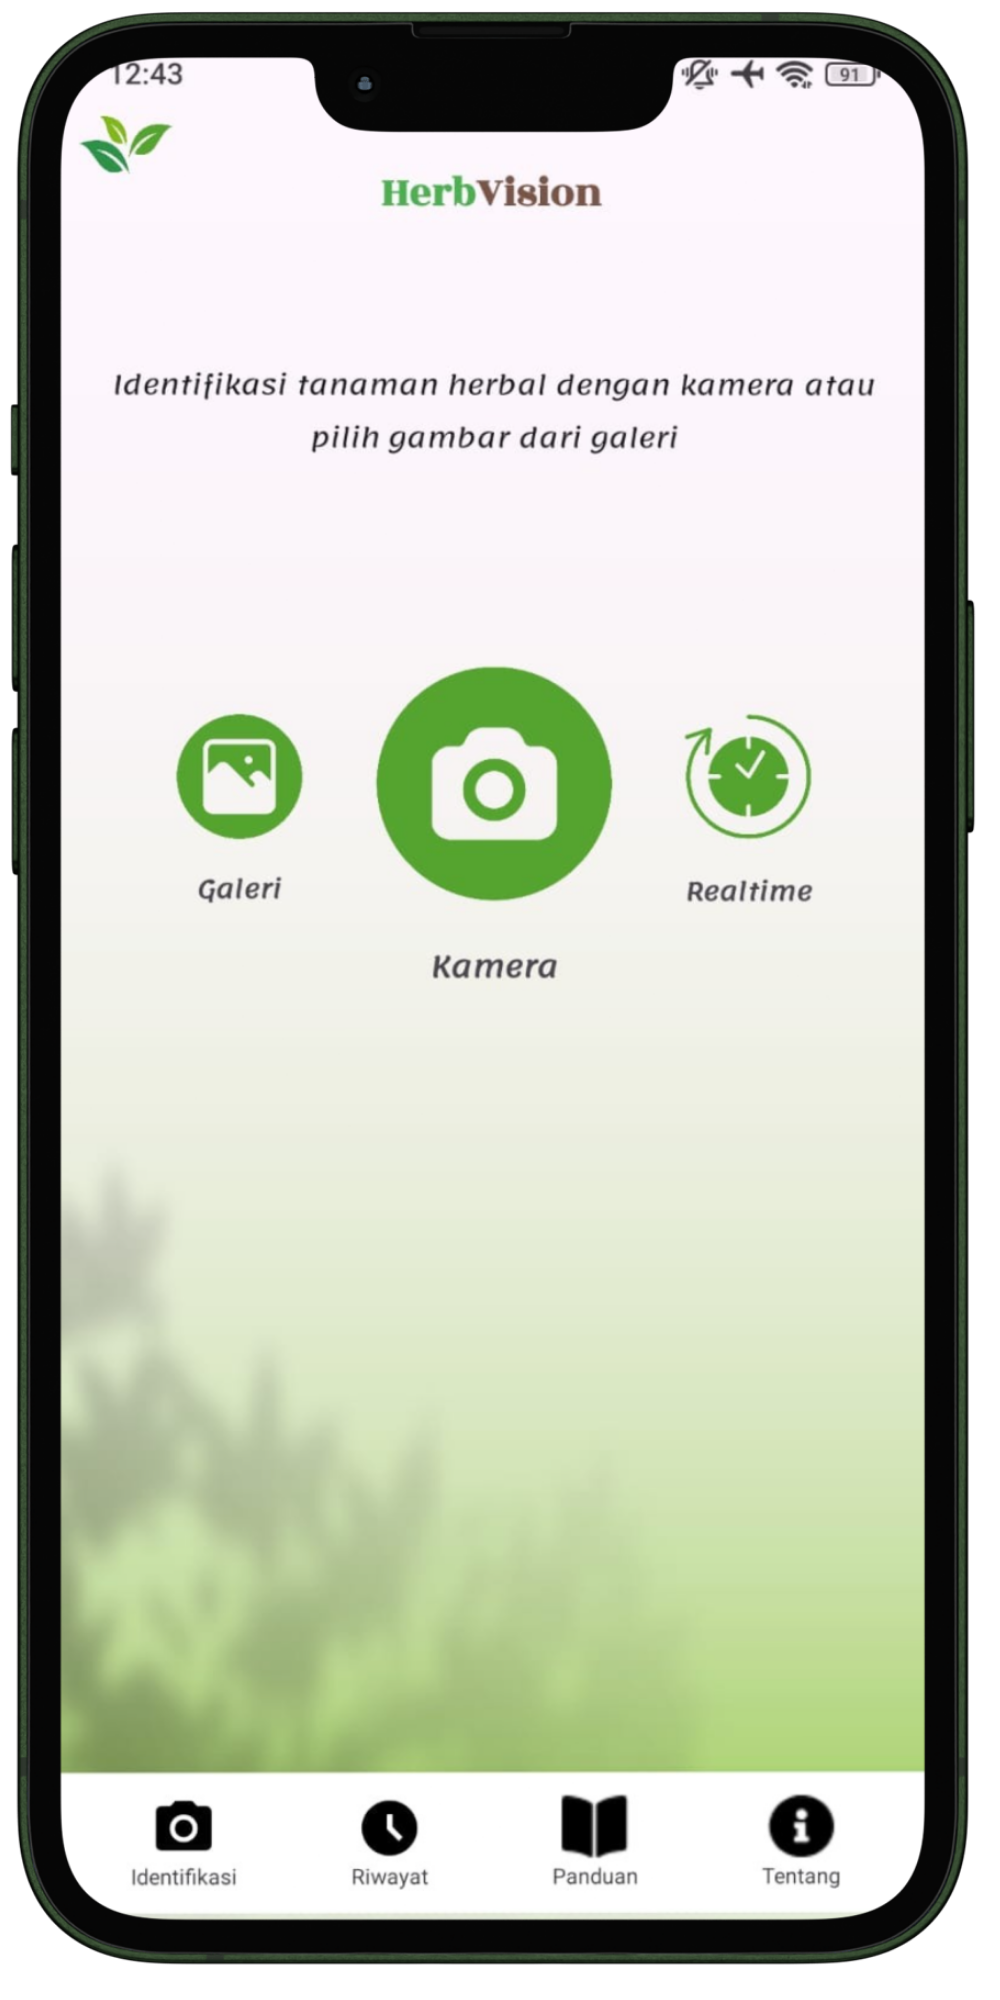 12:43
91
HerbVision
Identifikasi tanaman herbal dengan kamera atau
pilih gambar dari galeri
Galeri
Realtime
Kamera
Identifikasi
Riwayat
Panduan
Tentang